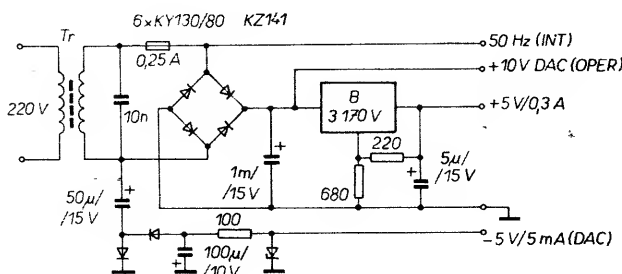 6×KY130/80 KZ141
Tr
0,25 A
50 Hz (INT)
+10 V DAC (OPER)
220 V
10n
B
3 170 V
+5 V/0,3 A
1m/
/15 V
220
680
5μ/
/15 V
50μ/
/15 V
100
100μ/
/10 V
−5 V/5 mA (DAC)